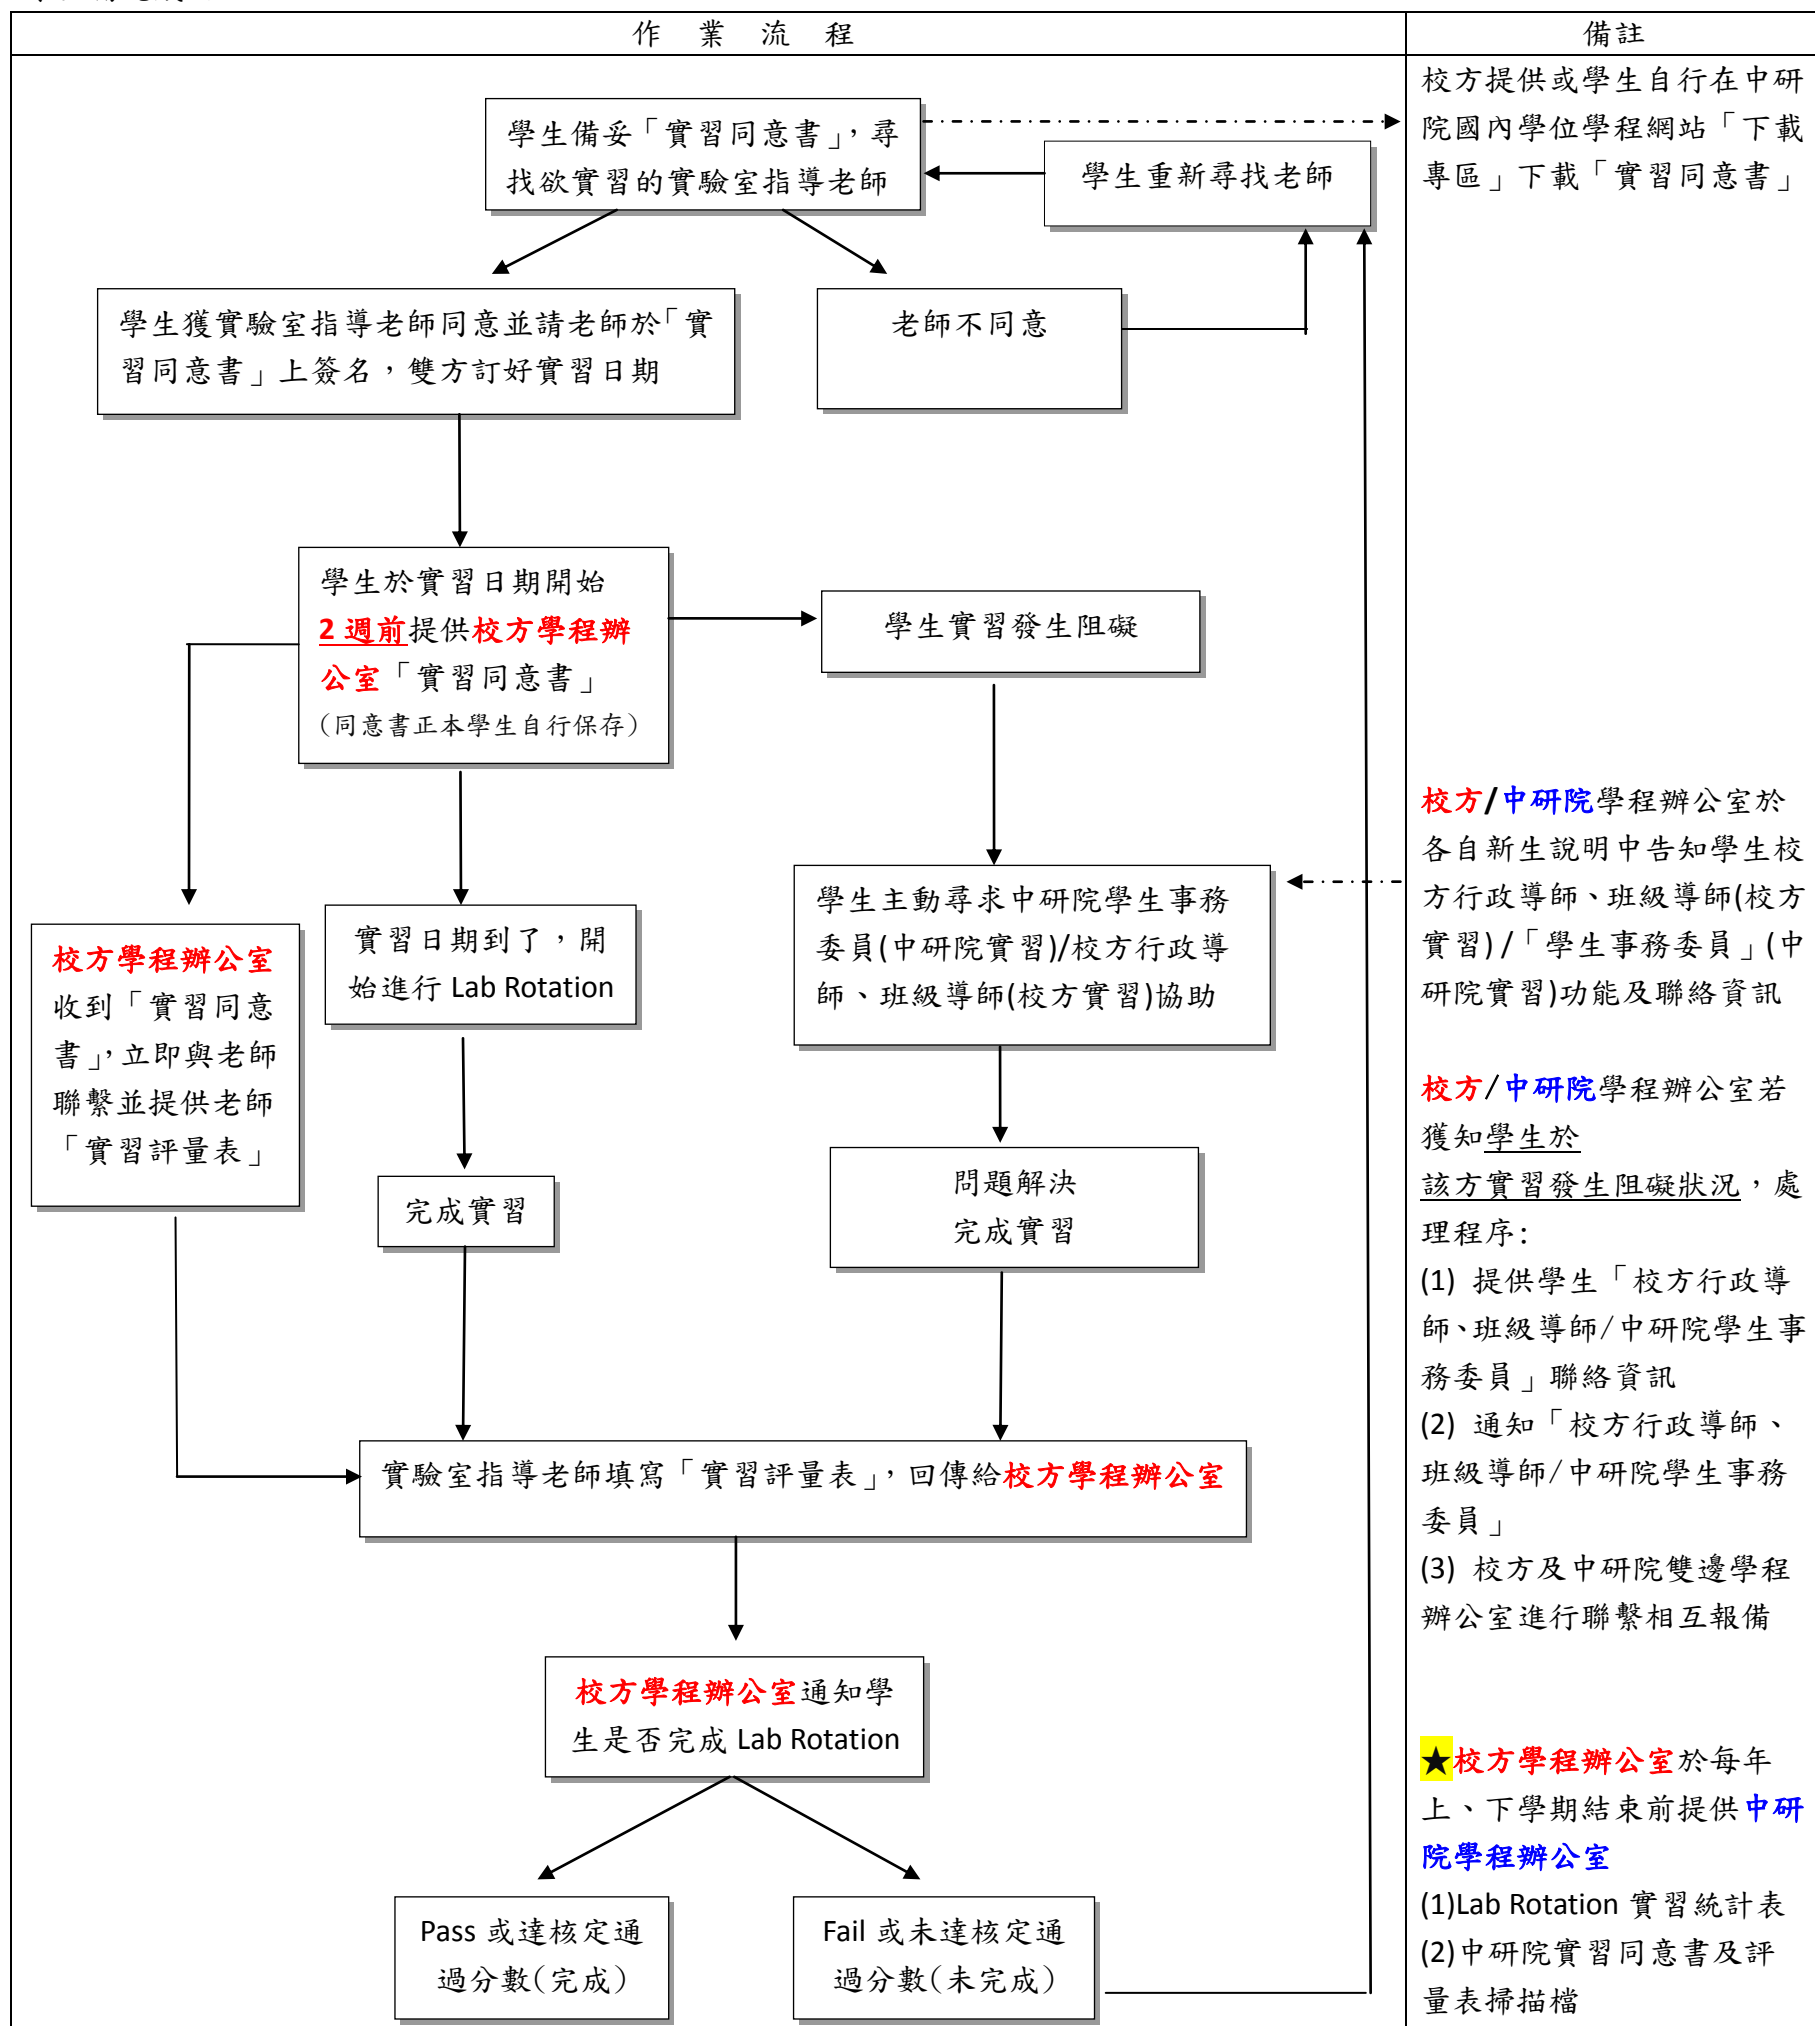 作 業 流 程
備註
學生備妥「實習同意書」,尋
找欲實習的實驗室指導老師
學生重新尋找老師
校方提供或學生自行在中研
院國內學位學程網站「下載
專區」下載「實習同意書」
學生獲實驗室指導老師同意並請老師於「實
習同意書」上簽名，雙方訂好實習日期
老師不同意
學生於實習日期開始
2 週前提供校方學程辦
公室「實習同意書」
（同意書正本學生自行保存）
學生實習發生阻礙
校方學程辦公室
收到「實習同意
書」,立即與老師
聯繫並提供老師
「實習評量表」
實習日期到了，開
始進行 Lab Rotation
學生主動尋求中研院學生事務
委員(中研院實習)/校方行政導
師、班級導師(校方實習)協助
校方/中研院學程辦公室於
各自新生說明中告知學生校
方行政導師、班級導師(校方
實習) /「學生事務委員」(中
研院實習)功能及聯絡資訊
完成實習
問題解決
完成實習
校方/中研院學程辦公室若
獲知學生於
該方實習發生阻礙狀況，處
理程序:
(1) 提供學生「校方行政導
師、班級導師/中研院學生事
務委員」聯絡資訊
(2) 通知「校方行政導師、
班級導師/中研院學生事務
委員」
(3) 校方及中研院雙邊學程
辦公室進行聯繫相互報備
實驗室指導老師填寫「實習評量表」,回傳給校方學程辦公室
校方學程辦公室通知學
生是否完成 Lab Rotation
Pass 或達核定通
過分數(完成)
Fail 或未達核定通
過分數(未完成)
★校方學程辦公室於每年
上、下學期結束前提供中研
院學程辦公室
(1)Lab Rotation 實習統計表
(2)中研院實習同意書及評
量表掃描檔